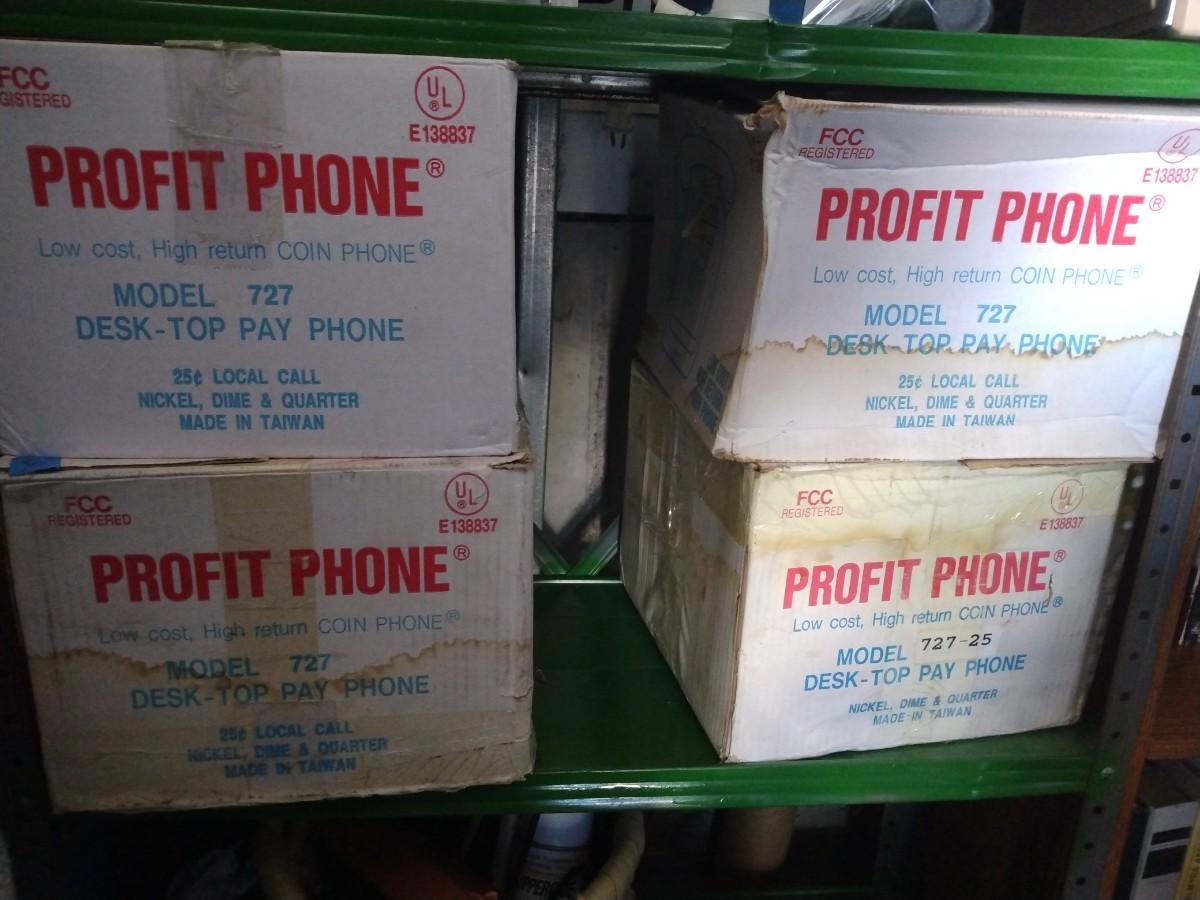 FCC
GISTERED
UL
®
E138837
PROFIT PHONE®
Low cost, High return COIN PHONE®
MODEL 727
DESK-TOP PAY PHONE
25¢ LOCAL CALL
NICKEL, DIME & QUARTER
MADE IN TAIWAN
FCC
REGISTERED
UL
E138837
PROFIT PHONE®
Low cost, High return COIN PHONE®
MODEL 727
DESK-TOP PAY PHONE
25¢ LOCAL CALL
NICKEL, DIME & QUARTER
MADE IN TAIWAN
FCC
REGISTERED
UL
®
E138837
PROFIT PHONE®
Low cost, High return COIN PHONE®
MODEL 727
DESK-TOP PAY PHONE
25¢ LOCAL CALL
NICKEL, DIME & QUARTER
MADE IN TAIWAN
FCC
REGISTERED
UL
®
E138837
PROFIT PHONE®
Low cost, High return COIN PHONE®
MODEL 727-25
DESK-TOP PAY PHONE
NICKEL, DIME & QUARTER
MADE IN TAIWAN